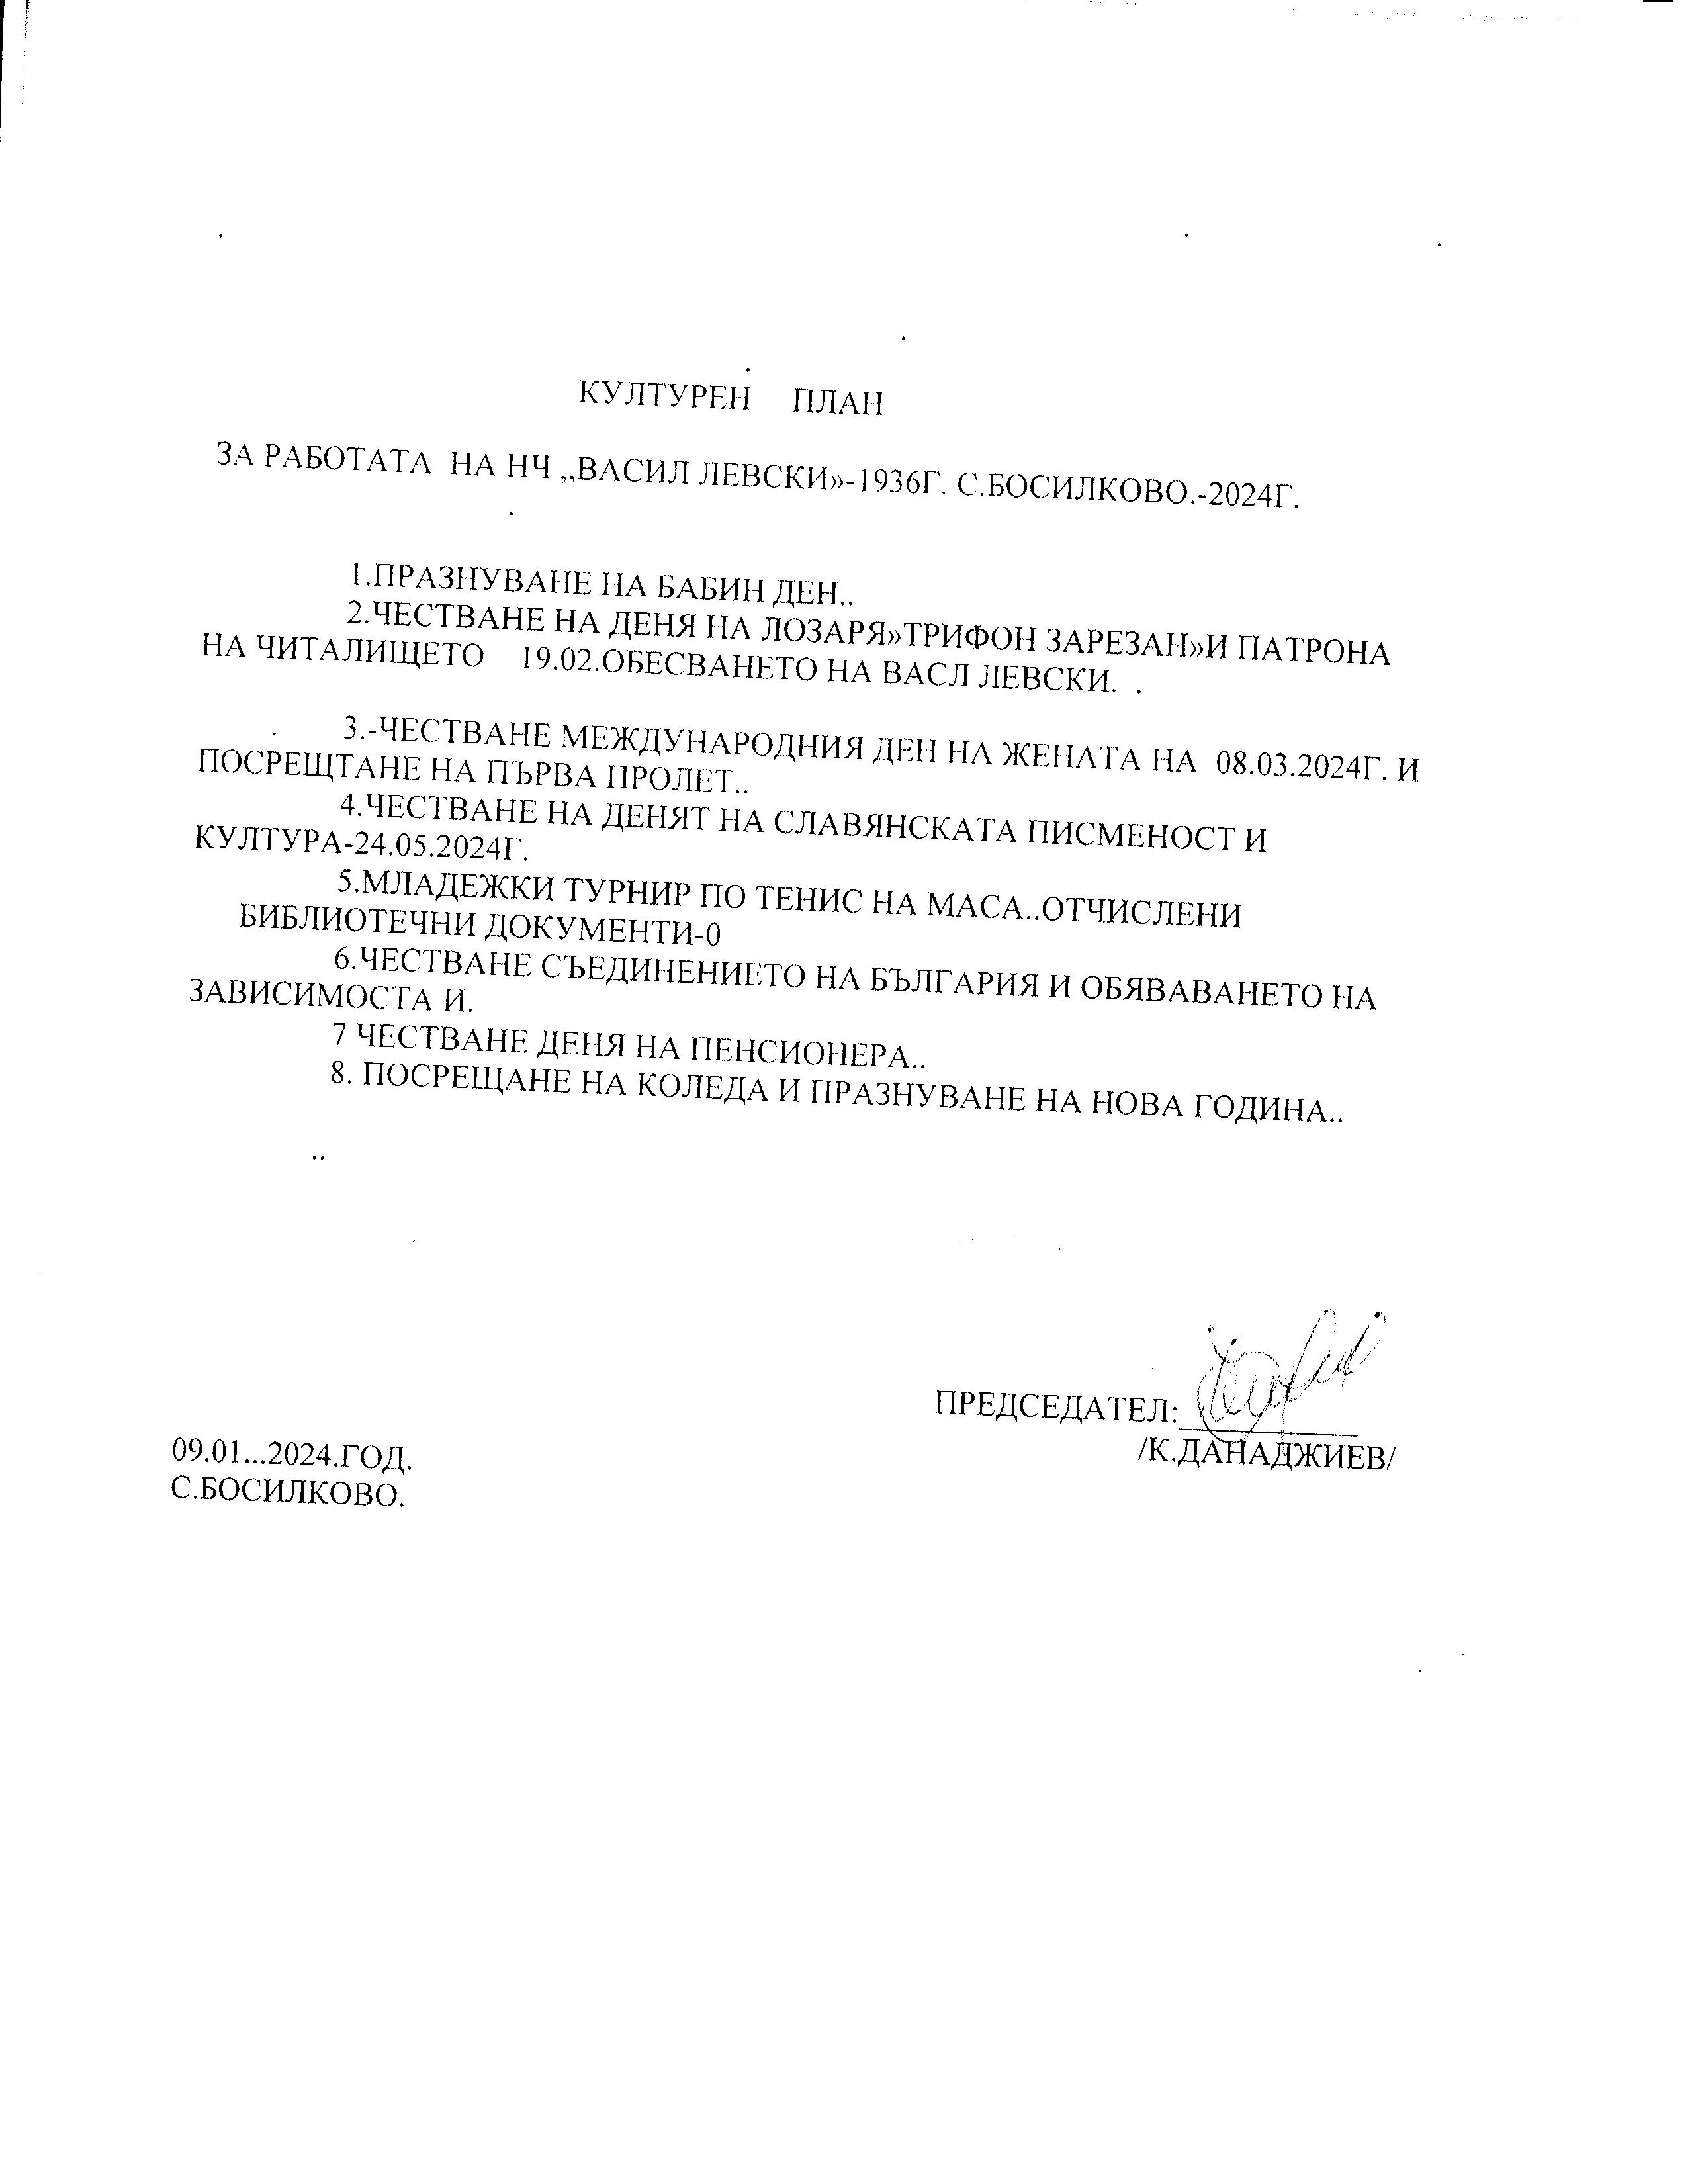 КУЛТУРЕН ПЛАН
ЗА РАБОТАТА НА НЧ „ВАСИЛ ЛЕВСКИ»-1936Г. С.БОСИЛКОВО.-2024Г.
1.ПРАЗНУВАНЕ НА БАБИН ДЕН..
2.ЧЕСТВАНЕ НА ДЕНЯ НА ЛОЗАРЯ»ТРИФОН ЗАРЕЗАН»И ПАТРОНА
НА ЧИТАЛИЩЕТО 19.02.ОБЕСВАНЕТО НА ВАСЛ ЛЕВСКИ. .
3.-ЧЕСТВАНЕ МЕЖДУНАРОДНИЯ ДЕН НА ЖЕНАТА НА 08.03.2024Г. И
ПОСРЕЩТАНЕ НА ПЪРВА ПРОЛЕТ..
4.ЧЕСТВАНЕ НА ДЕНЯТ НА СЛАВЯНСКАТА ПИСМЕНОСТ И
КУЛТУРА-24.05.2024Г.
5.МЛАДЕЖКИ ТУРНИР ПО ТЕНИС НА МАСА..ОТЧИСЛЕНИ
БИБЛИОТЕЧНИ ДОКУМЕНТИ-0
6.ЧЕСТВАНЕ СЪЕДИНЕНИЕТО НА БЪЛГАРИЯ И ОБЯВАВАНЕТО НА
ЗАВИСИМОСТА И.
7 ЧЕСТВАНЕ ДЕНЯ НА ПЕНСИОНЕРА..
8. ПОСРЕЩАНЕ НА КОЛЕДА И ПРАЗНУВАНЕ НА НОВА ГОДИНА..
..
ПРЕДСЕДАТЕЛ:
/К.ДАНАДЖИЕВ/
09.01...2024.ГОД.
С.БОСИЛКОВО.